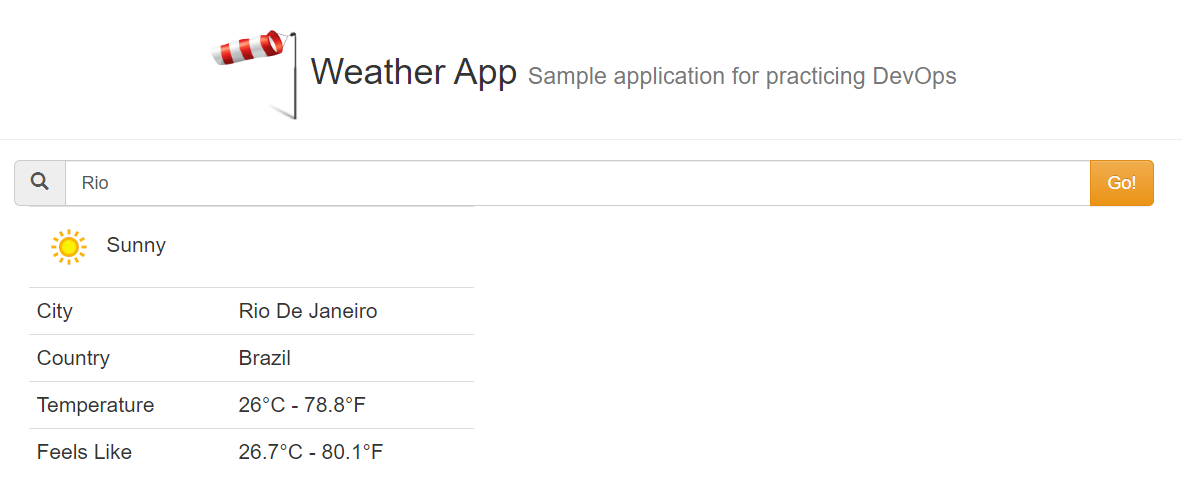 Weather App Sample application for practicing DevOps
Rio Go!
Sunny
City Rio De Janeiro
Country Brazil
Temperature 26°C - 78.8°F
Feels Like 26.7°C - 80.1°F